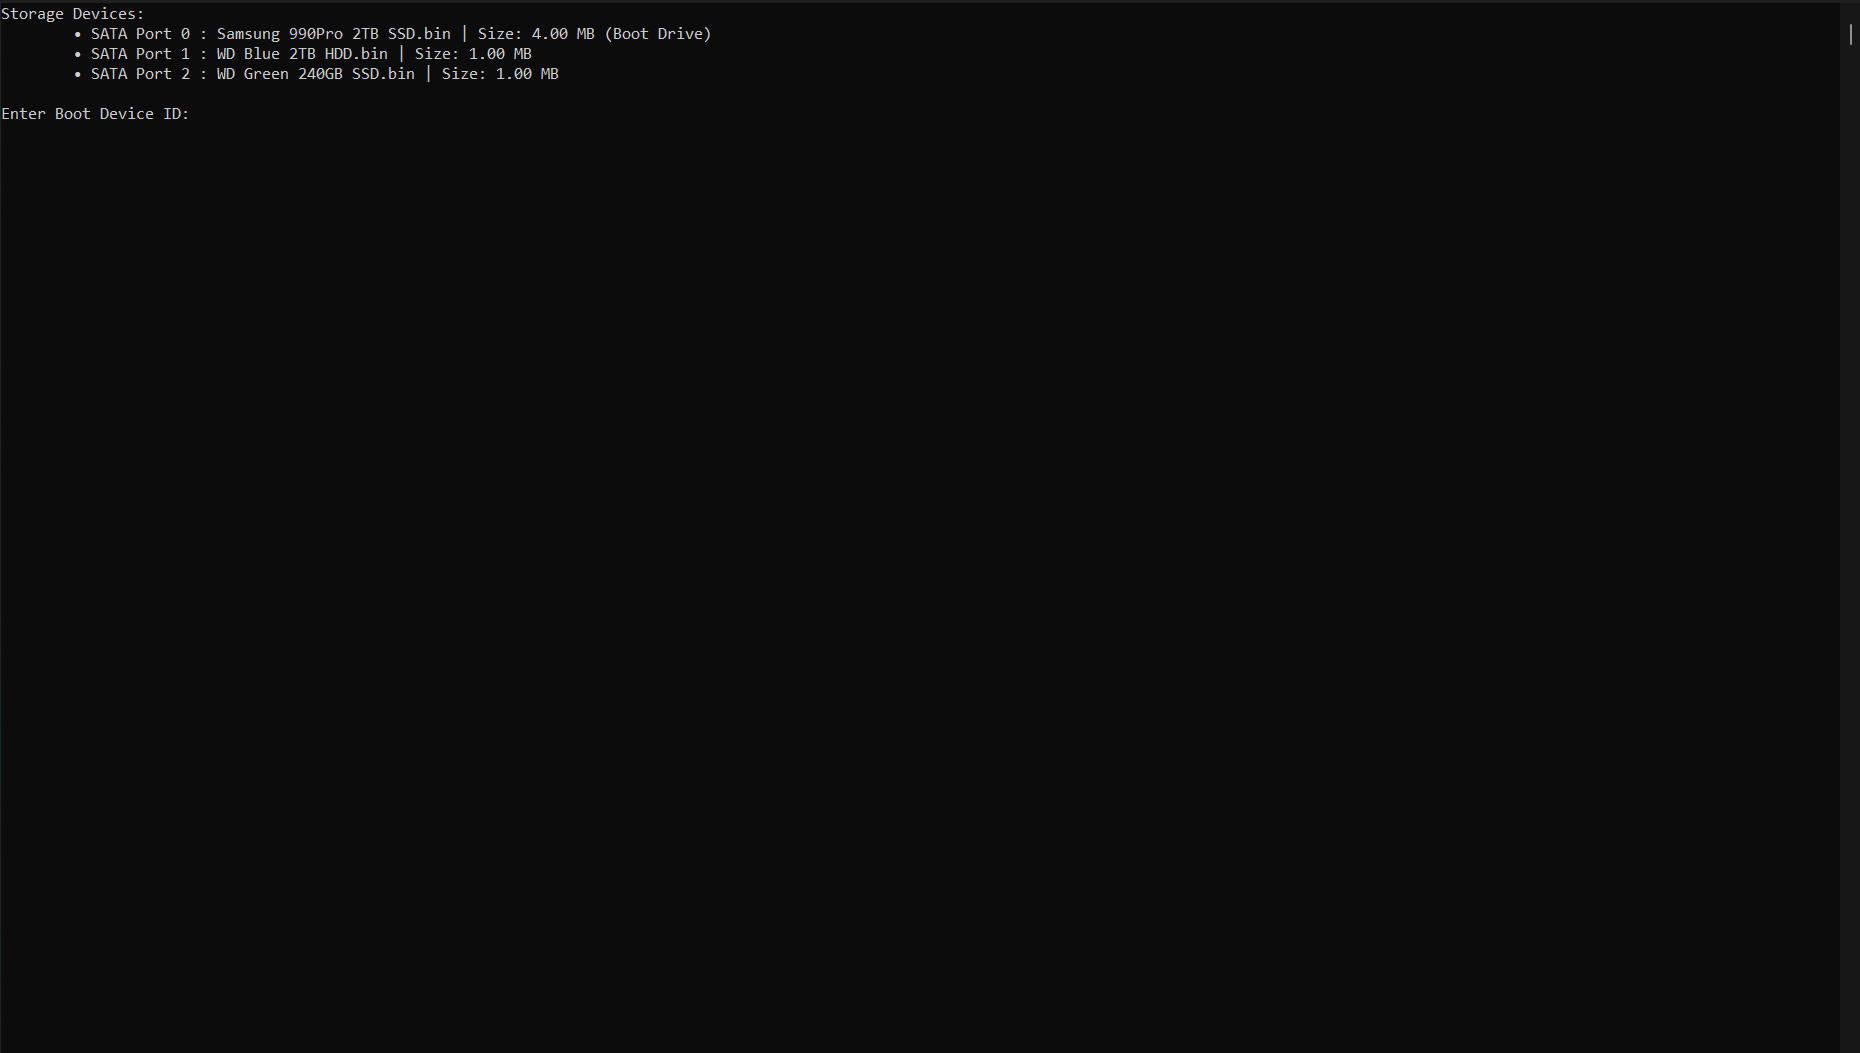 Storage Devices:
• SATA Port 0 : Samsung 990Pro 2TB SSD.bin | Size: 4.00 MB (Boot Drive)
• SATA Port 1 : WD Blue 2TB HDD.bin | Size: 1.00 MB
• SATA Port 2 : WD Green 240GB SSD.bin | Size: 1.00 MB
Enter Boot Device ID: